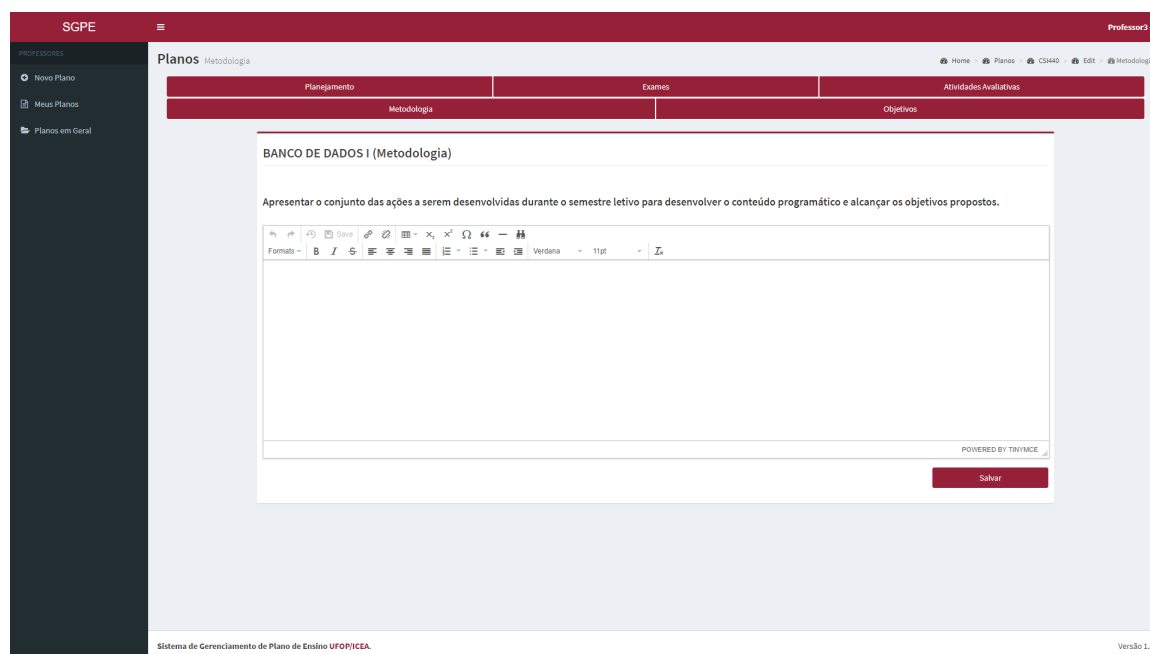 SGPE
Professor3
PROFESSORES
Novo Plano
Meus Planos
Planos em Geral
Planos Metodologia
Home > Planos > CSI440 > Edit > Metodologi
Planejamento Exames Atividades Avaliativas
Metodologia Objetivos
BANCO DE DADOS I (Metodologia)
Apresentar o conjunto das ações a serem desenvolvidas durante o semestre letivo para desenvolver o conteúdo programático e alcançar os objetivos propostos.
Save
Formats B I S Verdana 11pt
POWERED BY TINYMCE
Salvar
Sistema de Gerenciamento de Plano de Ensino UFOP/ICEA.
Versão 1.